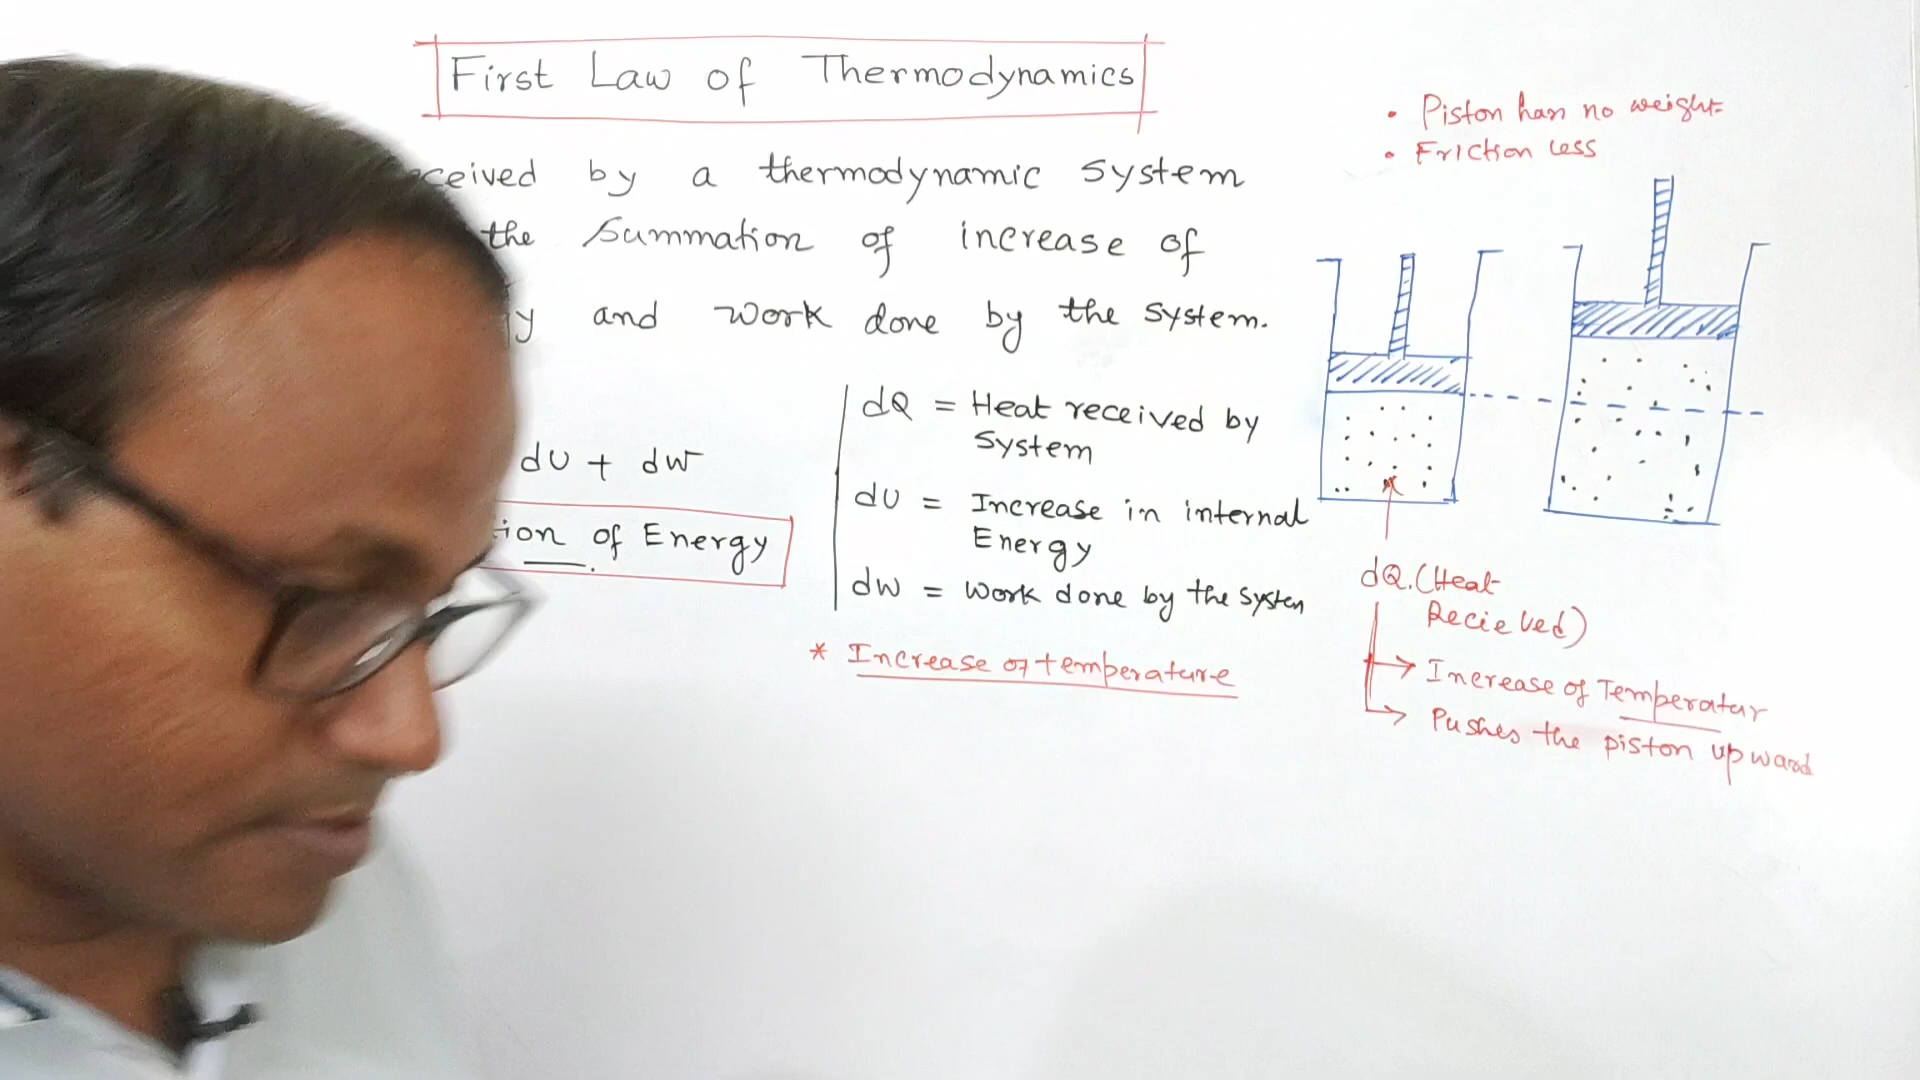 First Law of Thermodynamics
ceived by a thermodynamic system
the summation of increase of
y and work done by the system.
dU + dW
ion of Energy
dQ = Heat received by
System
dU = Increase in internal
Energy
dW = Work done by the System
* Increase of temperature
• Piston has no weight
• Friction less
dQ. (Heat
Recieved)
→ Increase of Temperatur
→ Pushes the piston upward